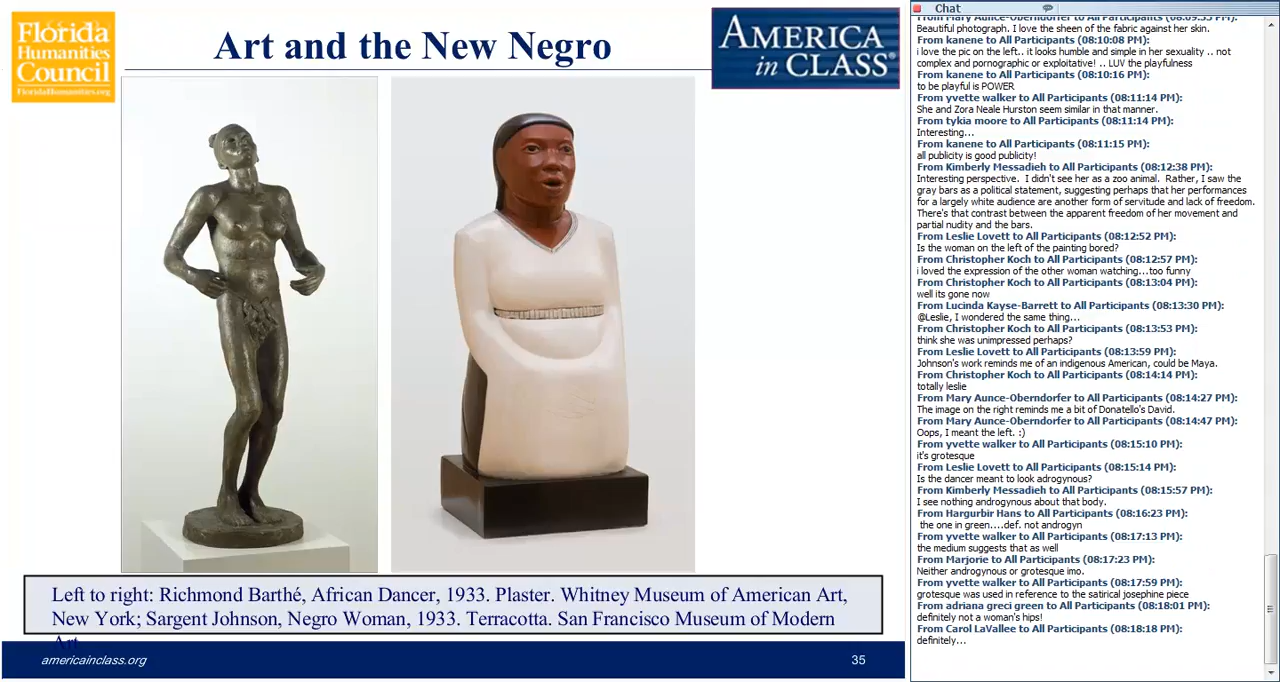 Florida
Humanities
Council
FloridaHumanities.org
Art and the New Negro
AMERICA
in CLASS®
Left to right: Richmond Barthé, African Dancer, 1933. Plaster. Whitney Museum of American Art,
New York; Sargent Johnson, Negro Woman, 1933. Terracotta. San Francisco Museum of Modern
Art
americainclass.org
35
Chat
From Mary Aunce-Oberndorfer to All Participants (08:09:53 PM):
Beautiful photograph. I love the sheen of the fabric against her skin.
From kanene to All Participants (08:10:08 PM):
i love the pic on the left.. it looks humble and simple in her sexuality .. not
complex and pornographic or exploitative! .. LUV the playfulness
From kanene to All Participants (08:10:16 PM):
to be playful is POWER
From yvette walker to All Participants (08:11:14 PM):
She and Zora Neale Hurston seem similar in that manner.
From tykia moore to All Participants (08:11:14 PM):
Interesting...
From kanene to All Participants (08:11:15 PM):
all publicity is good publicity!
From Kimberly Messadieh to All Participants (08:12:38 PM):
Interesting perspective. I didn't see her as a zoo animal. Rather, I saw the
gray bars as a political statement, suggesting perhaps that her performances
for a largely white audience are another form of servitude and lack of freedom.
There's that contrast between the apparent freedom of her movement and
partial nudity and the bars.
From Leslie Lovett to All Participants (08:12:52 PM):
Is the woman on the left of the painting bored?
From Christopher Koch to All Participants (08:12:57 PM):
i loved the expression of the other woman watching...too funny
From Christopher Koch to All Participants (08:13:04 PM):
well its gone now
From Lucinda Kayse-Barrett to All Participants (08:13:30 PM):
@Leslie, I wondered the same thing...
From Christopher Koch to All Participants (08:13:53 PM):
think she was unimpressed perhaps?
From Leslie Lovett to All Participants (08:13:59 PM):
Johnson's work reminds me of an indigenous American, could be Maya.
From Christopher Koch to All Participants (08:14:14 PM):
totally leslie
From Mary Aunce-Oberndorfer to All Participants (08:14:27 PM):
The image on the right reminds me a bit of Donatello's David.
From Mary Aunce-Oberndorfer to All Participants (08:14:47 PM):
Oops, I meant the left. :)
From yvette walker to All Participants (08:15:10 PM):
it's grotesque
From Leslie Lovett to All Participants (08:15:14 PM):
Is the dancer meant to look adrogynous?
From Kimberly Messadieh to All Participants (08:15:57 PM):
I see nothing androgynous about that body.
From Hargurbir Hans to All Participants (08:16:23 PM):
the one in green....def. not androgyn
From yvette walker to All Participants (08:17:13 PM):
the medium suggests that as well
From Marjorie to All Participants (08:17:23 PM):
Neither androgynous or grotesque imo.
From yvette walker to All Participants (08:17:59 PM):
grotesque was used in reference to the satirical josephine piece
From adriana greci green to All Participants (08:18:01 PM):
definitely not a woman's hips!
From Carol LaVallee to All Participants (08:18:18 PM):
definitely...